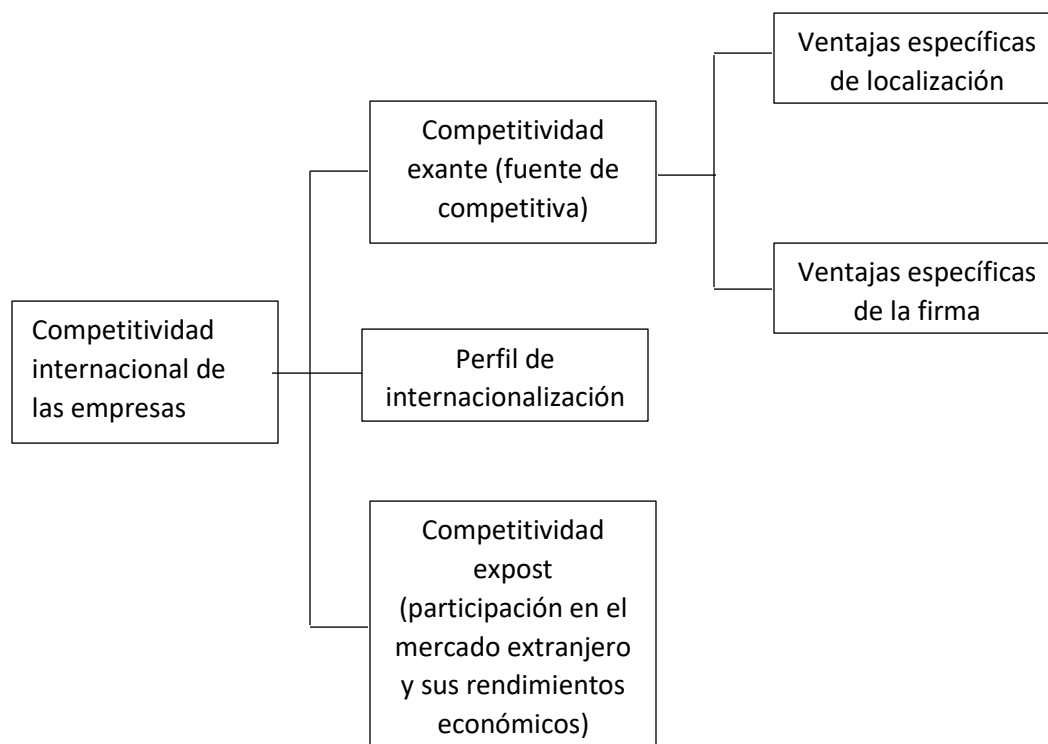 Ventajas específicas
de localización
Competitividad
exante (fuente de
competitiva)
Ventajas específicas
de la firma
Competitividad
internacional de
las empresas
Perfil de
internacionalización
Competitividad
expost
(participación en el
mercado extranjero
y sus rendimientos
económicos)